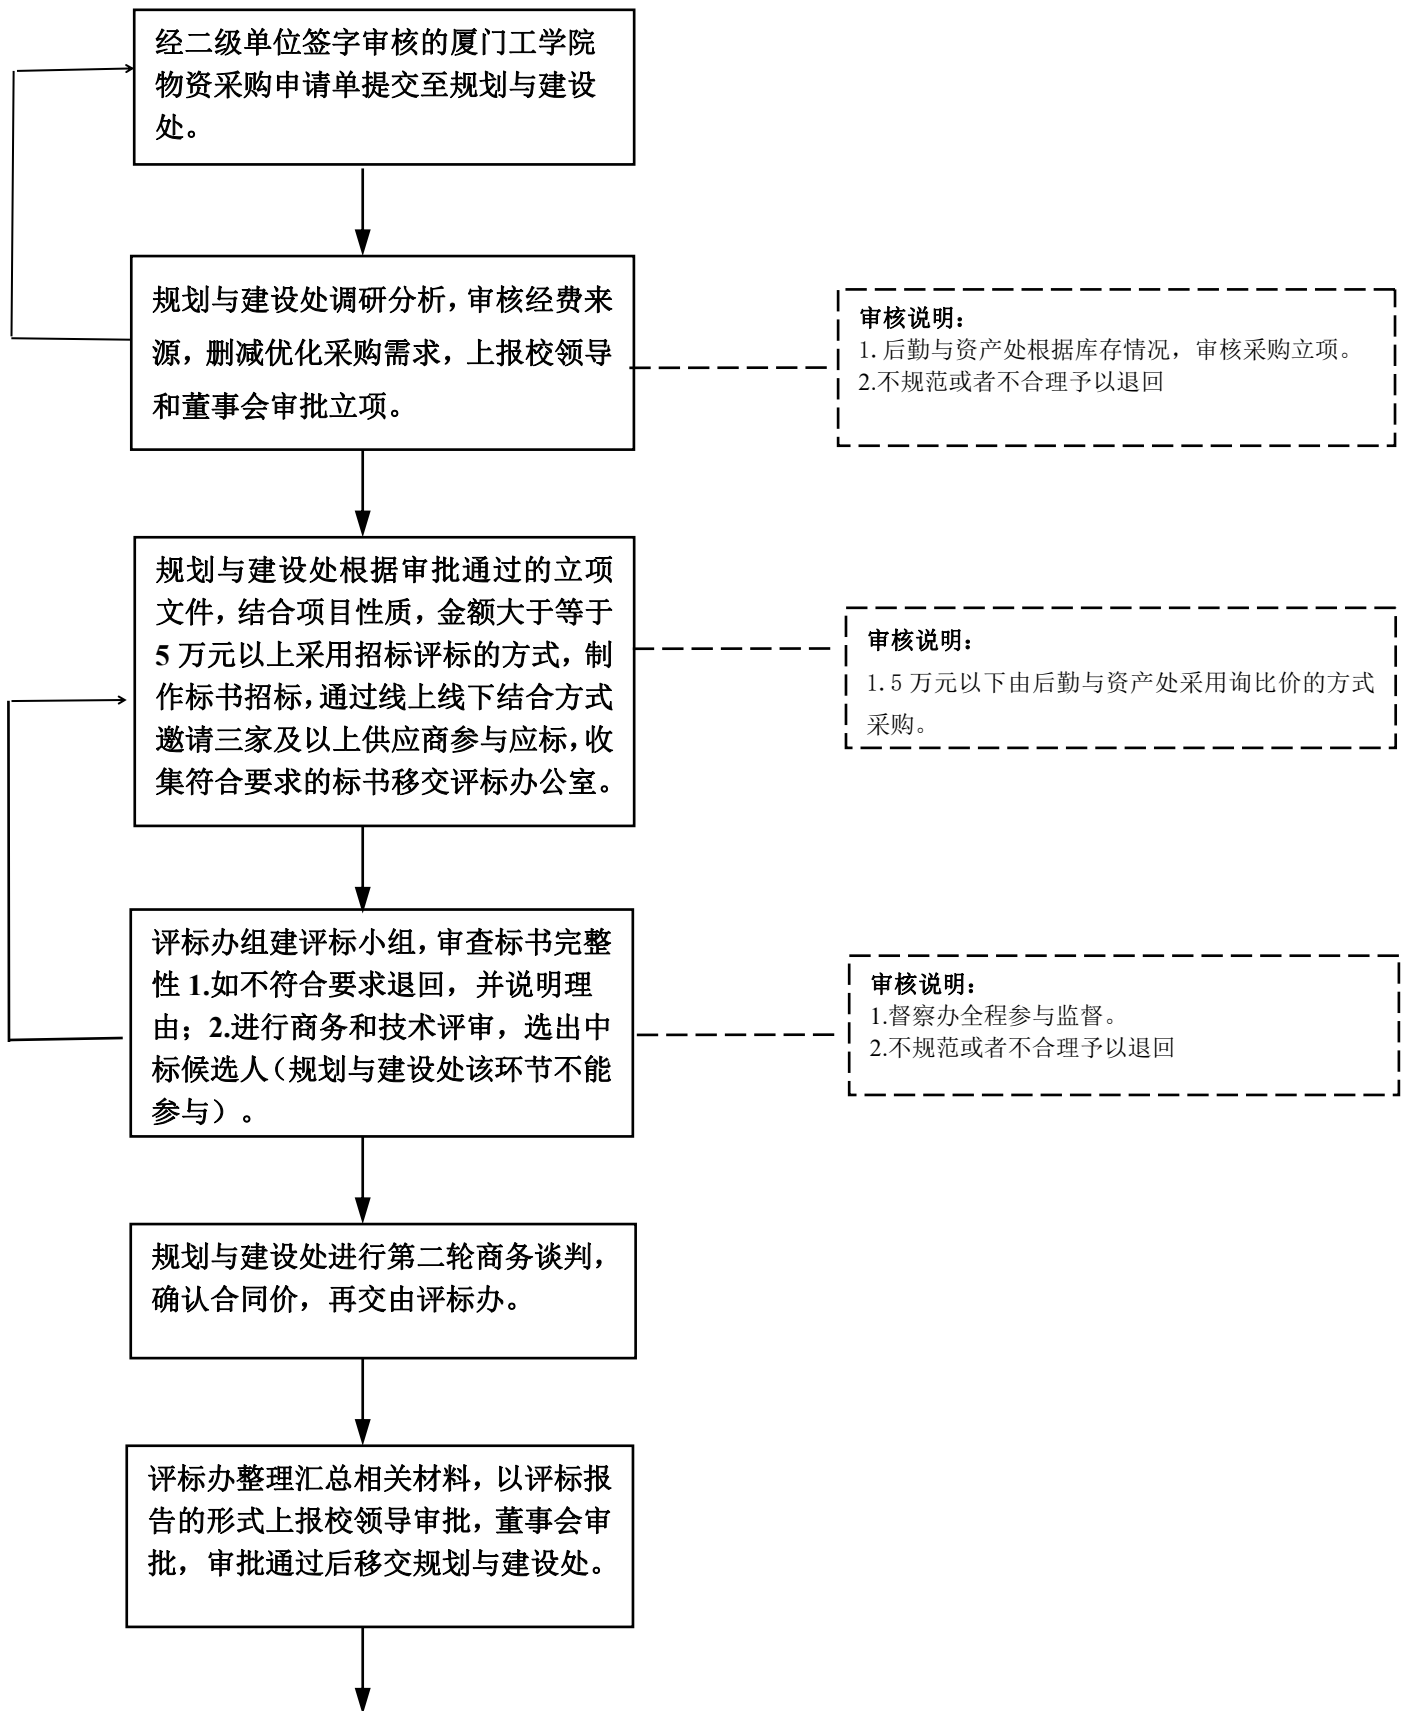 经二级单位签字审核的厦门工学院
物资采购申请单提交至规划与建设
处。
规划与建设处调研分析，审核经费来
源，删减优化采购需求，上报校领导
和董事会审批立项。
审核说明：
1.后勤与资产处根据库存情况，审核采购立项。
2.不规范或者不合理予以退回
规划与建设处根据审批通过的立项
文件，结合项目性质，金额大于等于
5 万元以上采用招标评标的方式，制
作标书招标，通过线上线下结合方式
邀请三家及以上供应商参与应标，收
集符合要求的标书移交评标办公室。
审核说明：
1.5 万元以下由后勤与资产处采用询比价的方式
采购。
评标办组建评标小组，审查标书完整
性 1.如不符合要求退回，并说明理
由；2.进行商务和技术评审，选出中
标候选人（规划与建设处该环节不能
参与）。
审核说明：
1.督察办全程参与监督。
2.不规范或者不合理予以退回
规划与建设处进行第二轮商务谈判，
确认合同价，再交由评标办。
评标办整理汇总相关材料，以评标报
告的形式上报校领导审批，董事会审
批，审批通过后移交规划与建设处。